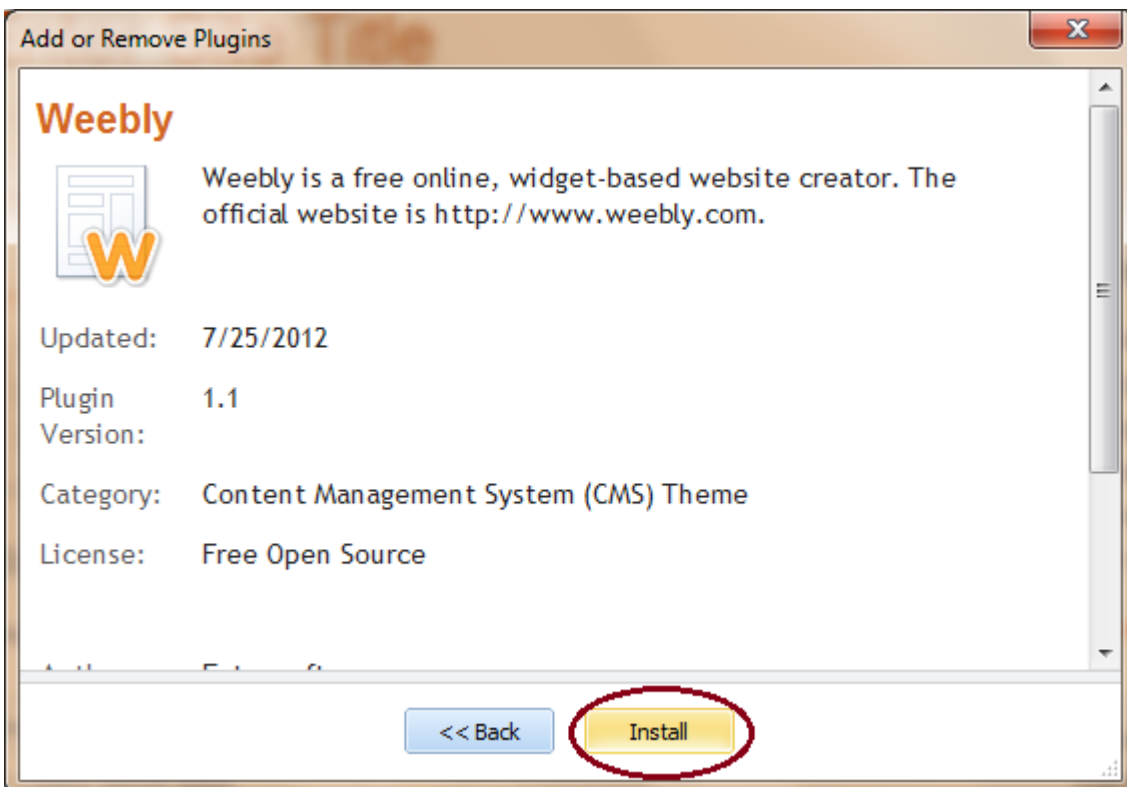 Title
Add or Remove Plugins
X
Weebly
W
Weebly is a free online, widget-based website creator. The
official website is http://www.weebly.com.
Updated: 7/25/2012
Plugin 1.1
Version:
Category: Content Management System (CMS) Theme
License: Free Open Source
<< Back Install